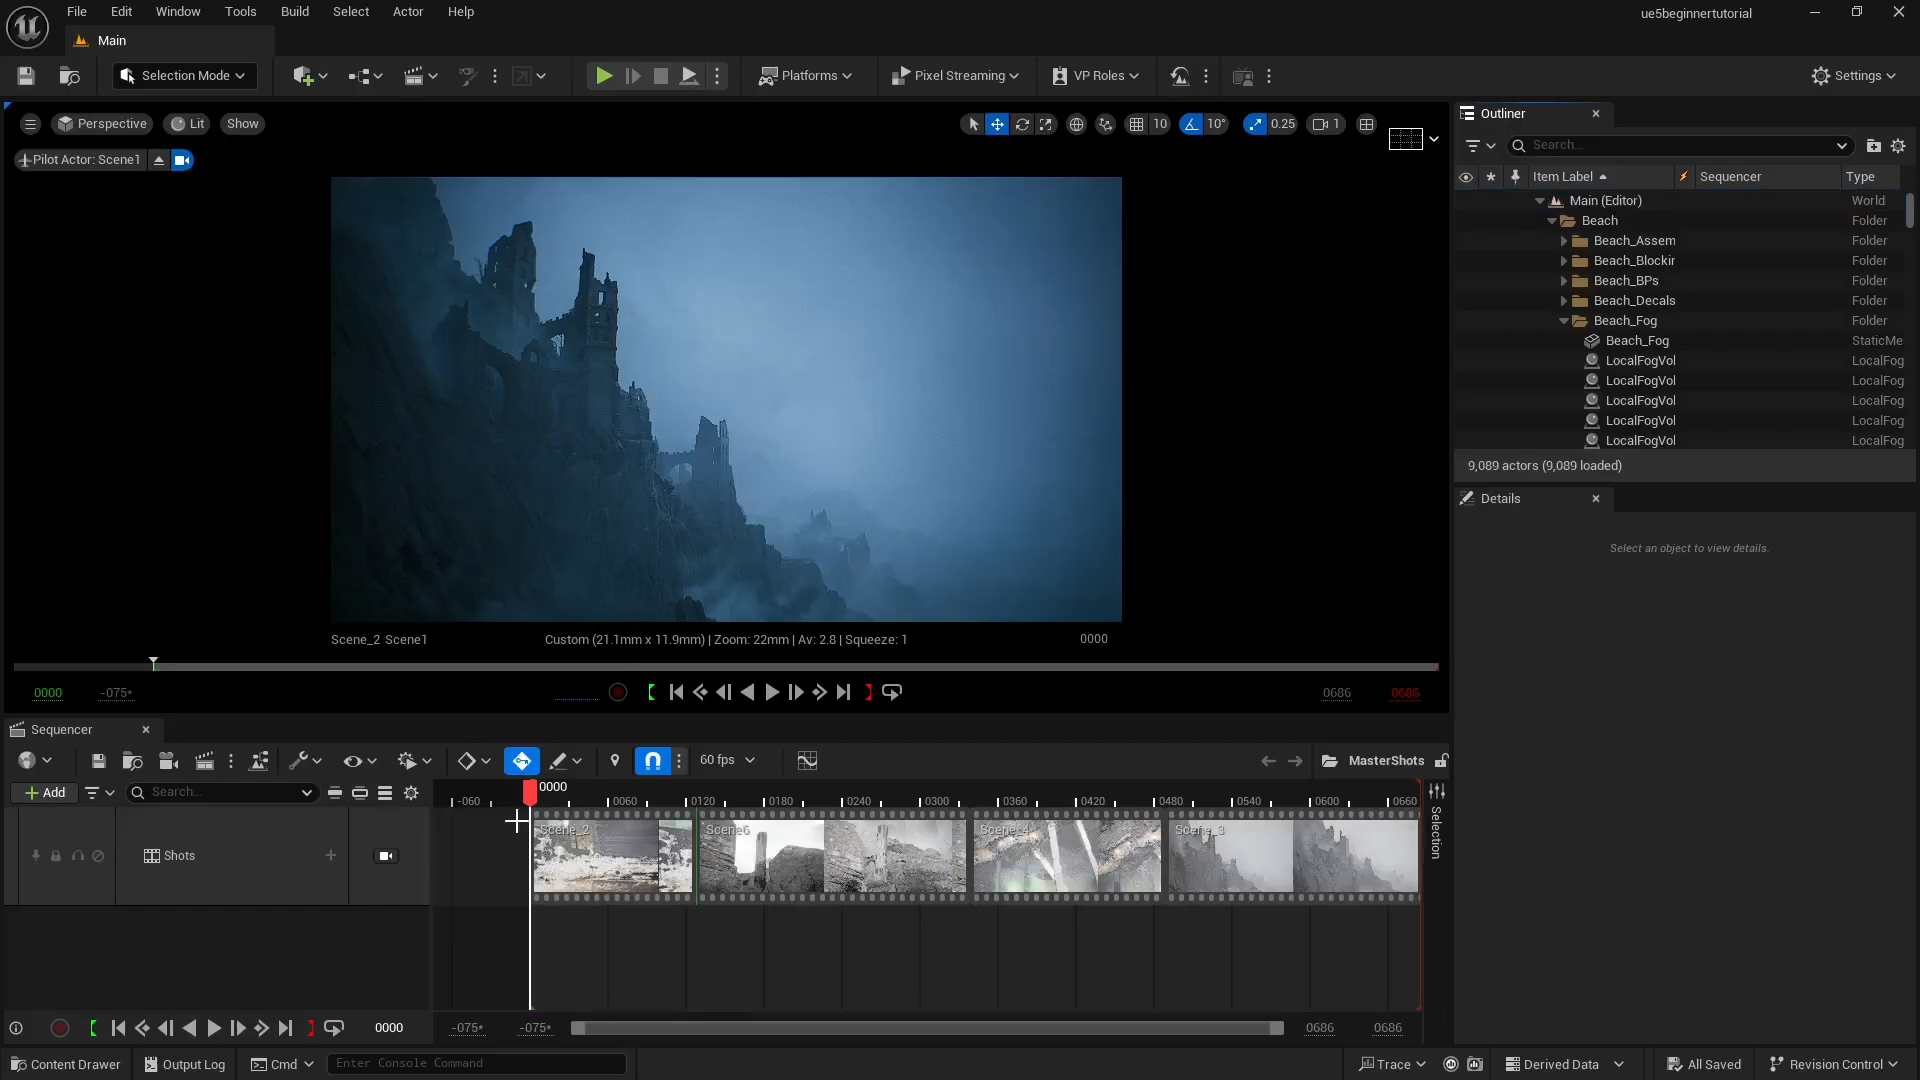 File Edit Window Tools Build Select Actor Help
ue5beginnertutorial
Main
Selection Mode Platforms Pixel Streaming VP Roles Settings
Perspective Lit Show 10 10° 0.25 1
Pilot Actor: Scene1
Outliner
Search...
Item Label Sequencer Type
Main (Editor) World
Beach Folder
Beach_Assem Folder
Beach_Blockir Folder
Beach_BPs Folder
Beach_Decals Folder
Beach_Fog Folder
Beach_Fog StaticMe
LocalFogVol LocalFog
LocalFogVol LocalFog
LocalFogVol LocalFog
LocalFogVol LocalFog
LocalFogVol LocalFog
9,089 actors (9,089 loaded)
Details
Select an object to view details.
Scene_2 Scene1 Custom (21.1mm x 11.9mm) | Zoom: 22mm | Av: 2.8 | Squeeze: 1 0000
0000 -075* 0686 0686
Sequencer
60 fps MasterShots
Add Search...
0000
-060 0060 0120 0180 0240 0300 0360 0420 0480 0540 0600 0660
Selection
Scene_2 Scene6 Scene_4 Scene_3
Shots
0000 -075* -075* 0686 0686
Content Drawer Output Log Cmd Enter Console Command Trace Derived Data All Saved Revision Control